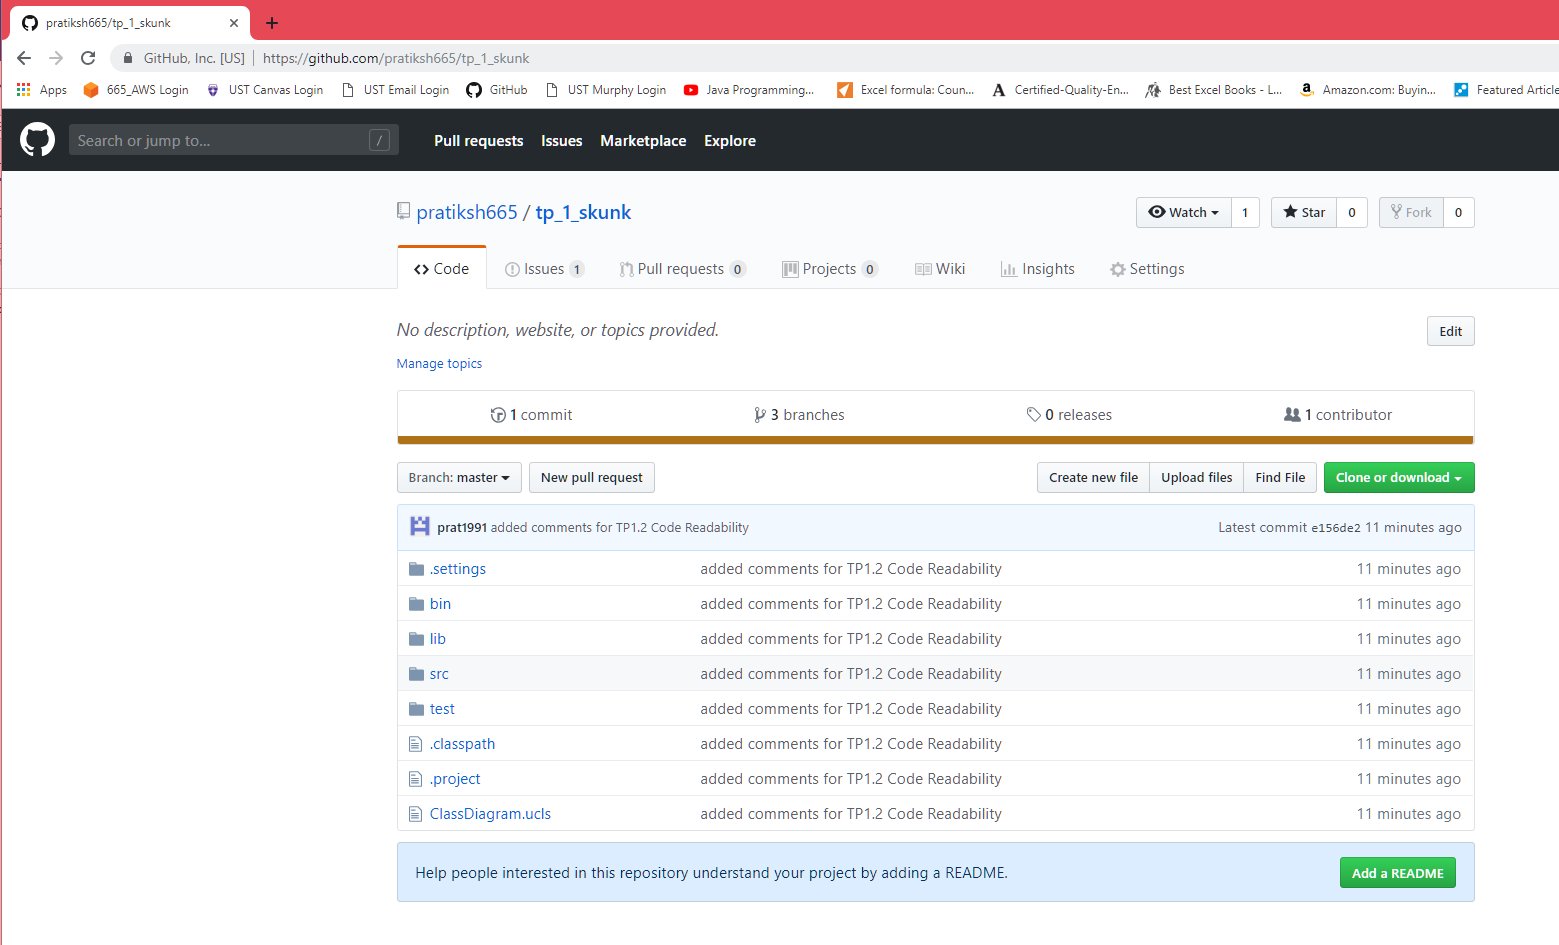 pratiksh665/tp_1_skunk
GitHub, Inc. [US] | https://github.com/pratiksh665/tp_1_skunk
Apps 665_AWS Login UST Canvas Login UST Email Login GitHub UST Murphy Login Java Programming... Excel formula: Coun... Certified-Quality-En... Best Excel Books - L... Amazon.com: Buyin... Featured Article
Search or jump to... / Pull requests Issues Marketplace Explore
pratiksh665 / tp_1_skunk Watch 1 Star 0 Fork 0
Code Issues 1 Pull requests 0 Projects 0 Wiki Insights Settings
No description, website, or topics provided. Edit
Manage topics
1 commit 3 branches 0 releases 1 contributor
Branch: master New pull request Create new file Upload files Find File Clone or download
prat1991 added comments for TP1.2 Code Readability Latest commit e156de2 11 minutes ago
.settings added comments for TP1.2 Code Readability 11 minutes ago
bin added comments for TP1.2 Code Readability 11 minutes ago
lib added comments for TP1.2 Code Readability 11 minutes ago
src added comments for TP1.2 Code Readability 11 minutes ago
test added comments for TP1.2 Code Readability 11 minutes ago
.classpath added comments for TP1.2 Code Readability 11 minutes ago
.project added comments for TP1.2 Code Readability 11 minutes ago
ClassDiagram.ucls added comments for TP1.2 Code Readability 11 minutes ago
Help people interested in this repository understand your project by adding a README. Add a README